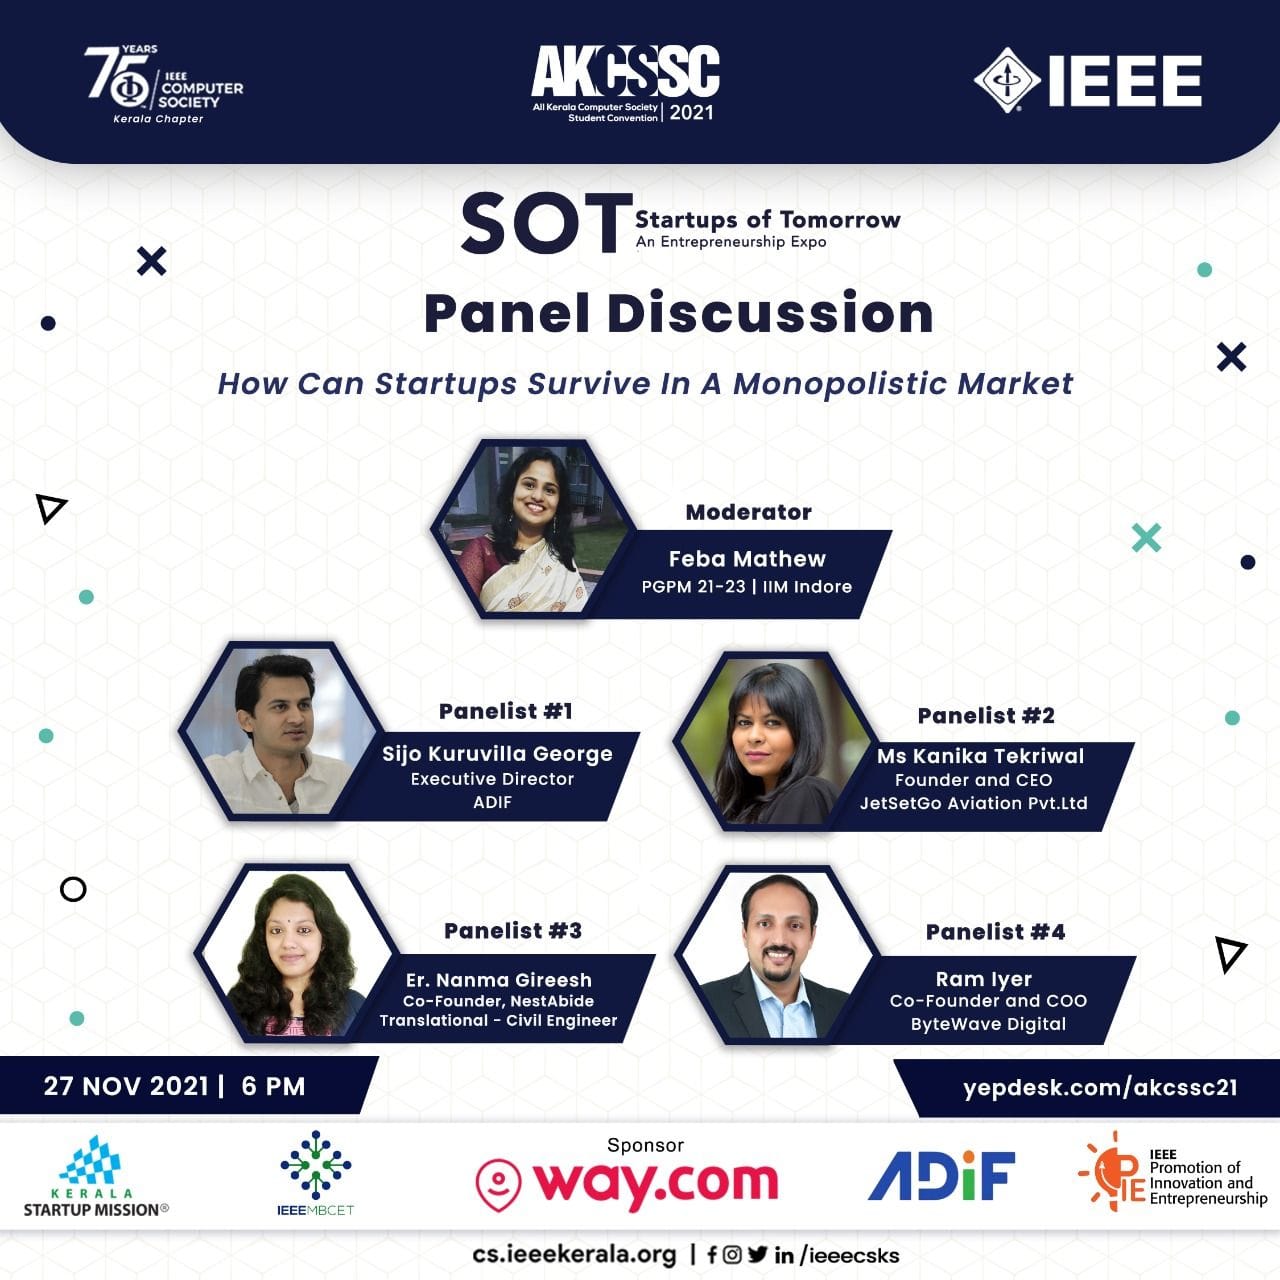 75 YEARS
IEEE
COMPUTER
SOCIETY
Kerala Chapter
AKCSSC
All Kerala Computer Society
Student Convention | 2021
IEEE
SOT Startups of Tomorrow
An Entrepreneurship Expo
Panel Discussion
How Can Startups Survive In A Monopolistic Market
Moderator
Feba Mathew
PGPM 21-23 | IIM Indore
Panelist #1
Sijo Kuruvilla George
Executive Director
ADIF
Panelist #2
Ms Kanika Tekriwal
Founder and CEO
JetSetGo Aviation Pvt.Ltd
Panelist #3
Er. Nanma Gireesh
Co-Founder, NestAbide
Translational - Civil Engineer
Panelist #4
Ram Iyer
Co-Founder and COO
ByteWave Digital
27 NOV 2021 | 6 PM
yepdesk.com/akcssc21
KERALA
STARTUP MISSION®
IEEEMBCET
Sponsor
way.com
ADiF
PIE
IEEE
Promotion of
Innovation and
Entrepreneurship
cs.ieeekerala.org | /ieeecsks